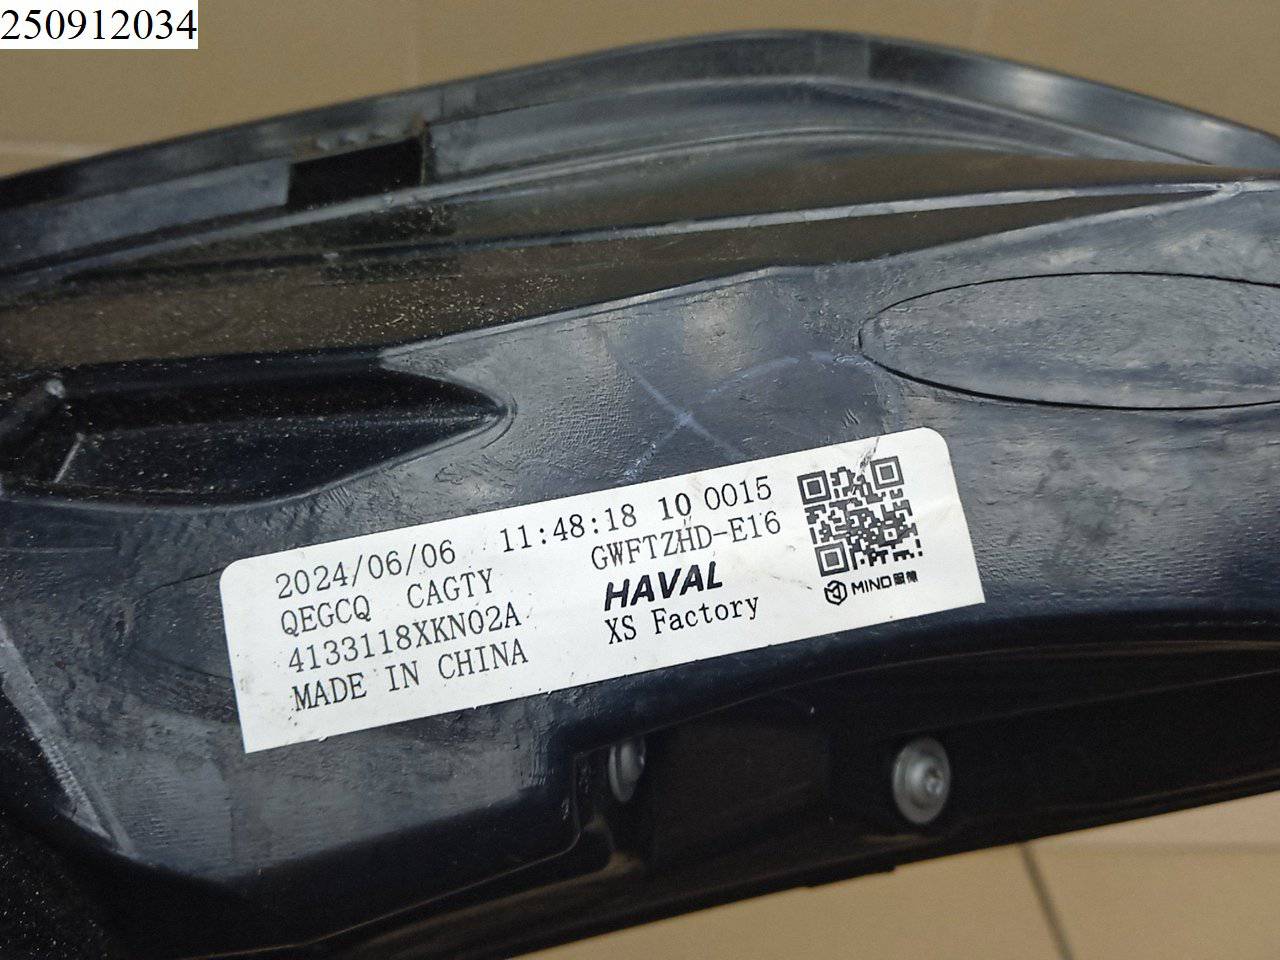 250912034
2024/06/06 11:48:18 10 0015
QEGCQ CAGTY GWFTZHD-E16
4133118XKN02A HAVAL
MADE IN CHINA XS Factory
MIND